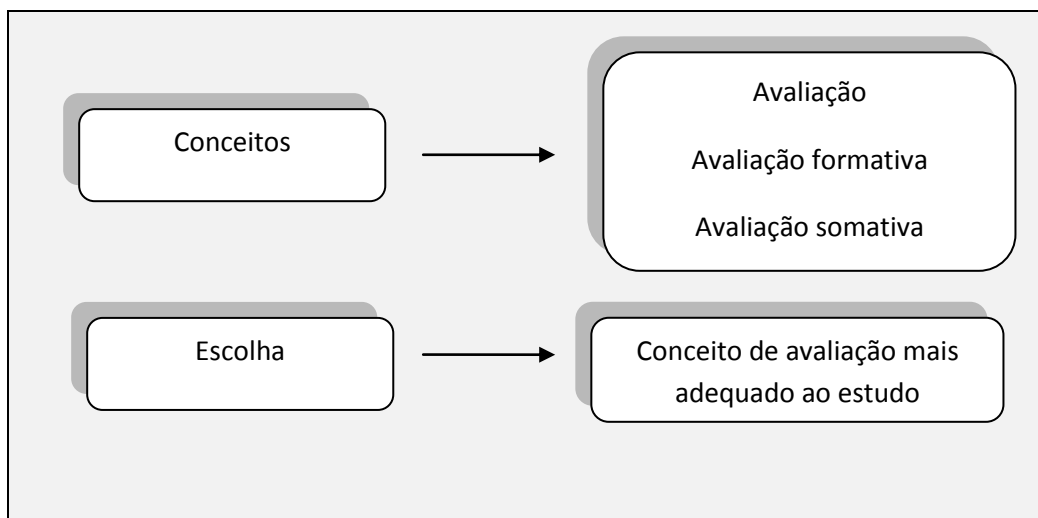 Conceitos
Avaliação
Avaliação formativa
Avaliação somativa
Escolha
Conceito de avaliação mais
adequado ao estudo